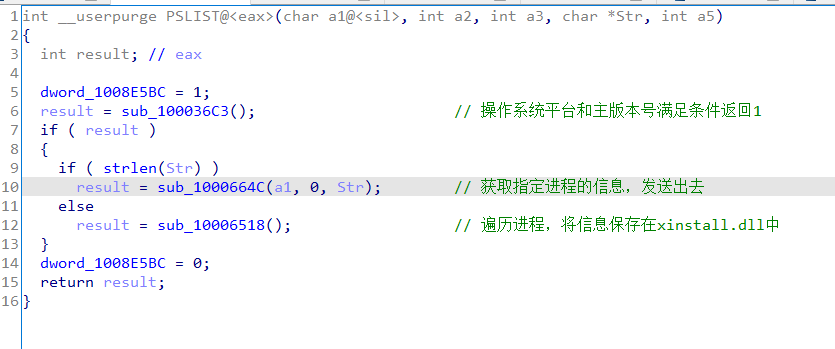 1 int __userpurge PSLIST@<eax>(char a1@<sil>, int a2, int a3, char *Str, int a5)
2 {
3   int result; // eax
4
5   dword_1008E5BC = 1;
6   result = sub_100036C3();                      // 操作系统平台和主版本号满足条件返回1
7   if ( result )
8   {
9     if ( strlen(Str) )
10       result = sub_1000664C(a1, 0, Str);        // 获取指定进程的信息，发送出去
11     else
12       result = sub_10006518();                  // 遍历进程，将信息保存在xinstall.dll中
13   }
14   dword_1008E5BC = 0;
15   return result;
16 }